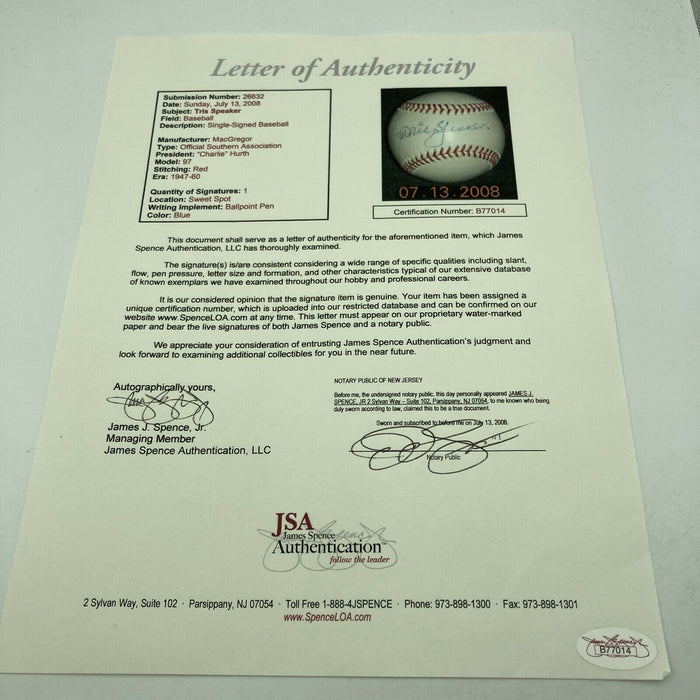 Letter of Authenticity
Submission Number: 26632
Date: Sunday, July 13, 2008
Subject: Tris Speaker
Field: Baseball
Description: Single-Signed Baseball
Manufacturer: MacGregor
Type: Official Southern Association
President: "Charlie" Hurth
Model: 97
Stitching: Red
Era: 1947-60
Quantity of Signatures: 1
Location: Sweet Spot
Writing Implement: Ballpoint Pen
Color: Blue
Tris Speaker
07.13.2008
Certification Number: B77014
This document shall serve as a letter of authenticity for the aforementioned item, which James
Spence Authentication, LLC has thoroughly examined.
The signature(s) is/are consistent considering a wide range of specific qualities including slant,
flow, pen pressure, letter size and formation, and other characteristics typical of our extensive database
of known exemplars we have examined throughout our hobby and professional careers.
It is our considered opinion that the signature item is genuine. Your item has been assigned a
unique certification number, which is uploaded into our restricted database and can be confirmed on our
website www.SpenceLOA.com at any time. This letter must appear on our proprietary water-marked
paper and bear the live signatures of both James Spence and a notary public.
We appreciate your consideration of entrusting James Spence Authentication's judgment and
look forward to examining additional collectibles for you in the near future.
Autographically yours,
James J. Spence, Jr.
Managing Member
James Spence Authentication, LLC
NOTARY PUBLIC OF NEW JERSEY
Before me, the undersigned notary public, this day personally appeared JAMES J.
SPENCE, JR 2 Sylvan Way – Suite 102, Parsippany, NJ 07054, to me known who being
duly sworn according to law, claimed this to be a true document.
Sworn and subscribed to before me on July 13, 2008.
Notary Public
JSA
James Spence
Authentication™
follow the leader
2 Sylvan Way, Suite 102 · Parsippany, NJ 07054 · Toll Free 1-888-4JSPENCE · Phone: 973-898-1300 · Fax: 973-898-1301
www.SpenceLOA.com
B77014